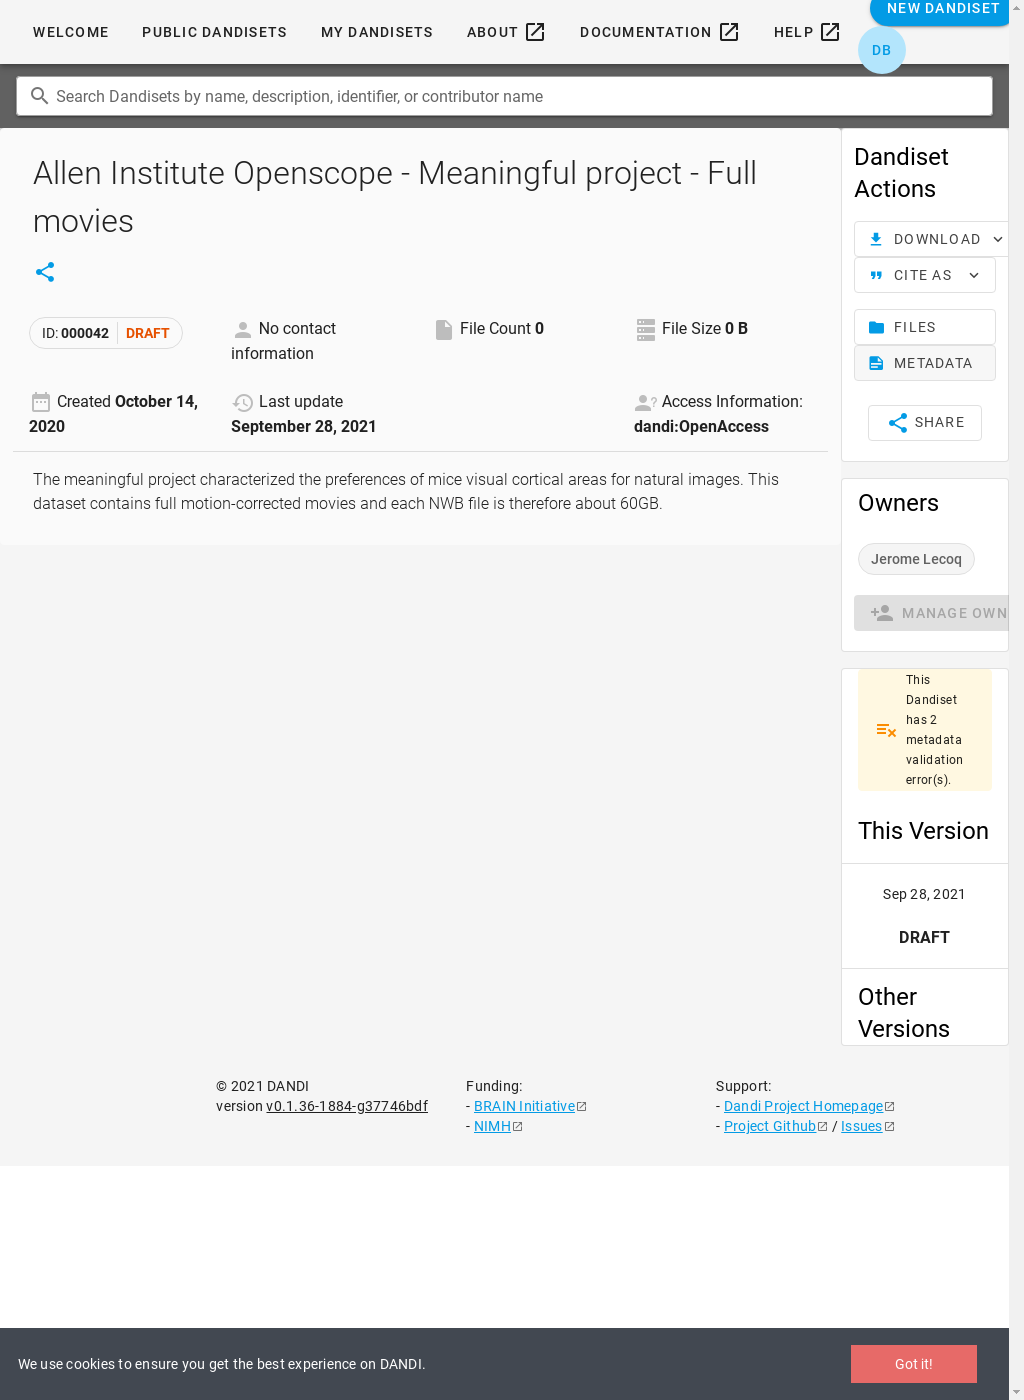 WELCOME
PUBLIC DANDISETS
MY DANDISETS
ABOUT
DOCUMENTATION
HELP
NEW DANDISET
DB
Search Dandisets by name, description, identifier, or contributor name
Allen Institute Openscope - Meaningful project - Full
movies
ID: 000042 DRAFT
No contact
information
File Count 0
File Size 0 B
Created October 14,
2020
Last update
September 28, 2021
Access Information:
dandi:OpenAccess
The meaningful project characterized the preferences of mice visual cortical areas for natural images. This
dataset contains full motion-corrected movies and each NWB file is therefore about 60GB.
Dandiset
Actions
DOWNLOAD
CITE AS
FILES
METADATA
SHARE
Owners
Jerome Lecoq
MANAGE OWN
This
Dandiset
has 2
metadata
validation
error(s).
This Version
Sep 28, 2021
DRAFT
Other
Versions
© 2021 DANDI
version v0.1.36-1884-g37746bdf
Funding:
- BRAIN Initiative
- NIMH
Support:
- Dandi Project Homepage
- Project Github / Issues
We use cookies to ensure you get the best experience on DANDI.
Got it!